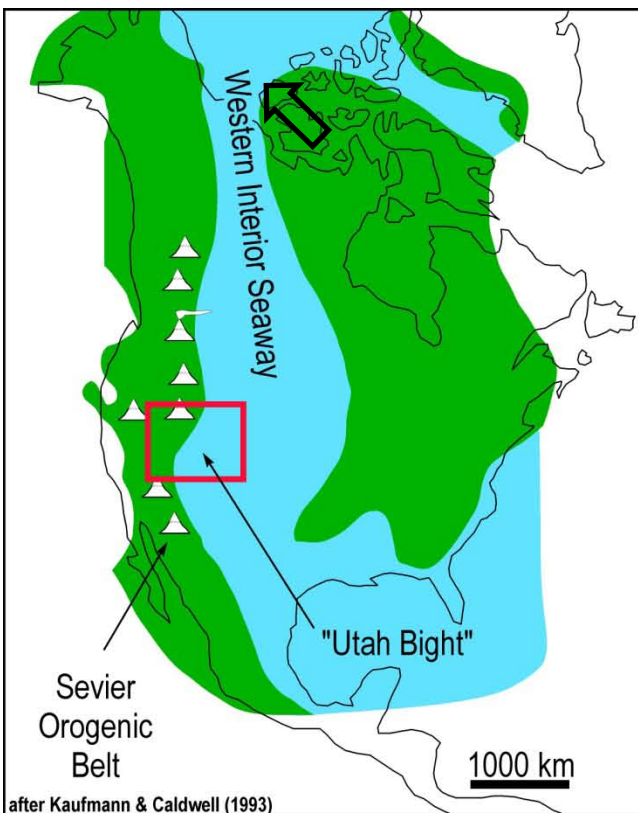 Western Interior Seaway
"Utah Bight"
Sevier
Orogenic
Belt
1000 km
after Kaufmann & Caldwell (1993)